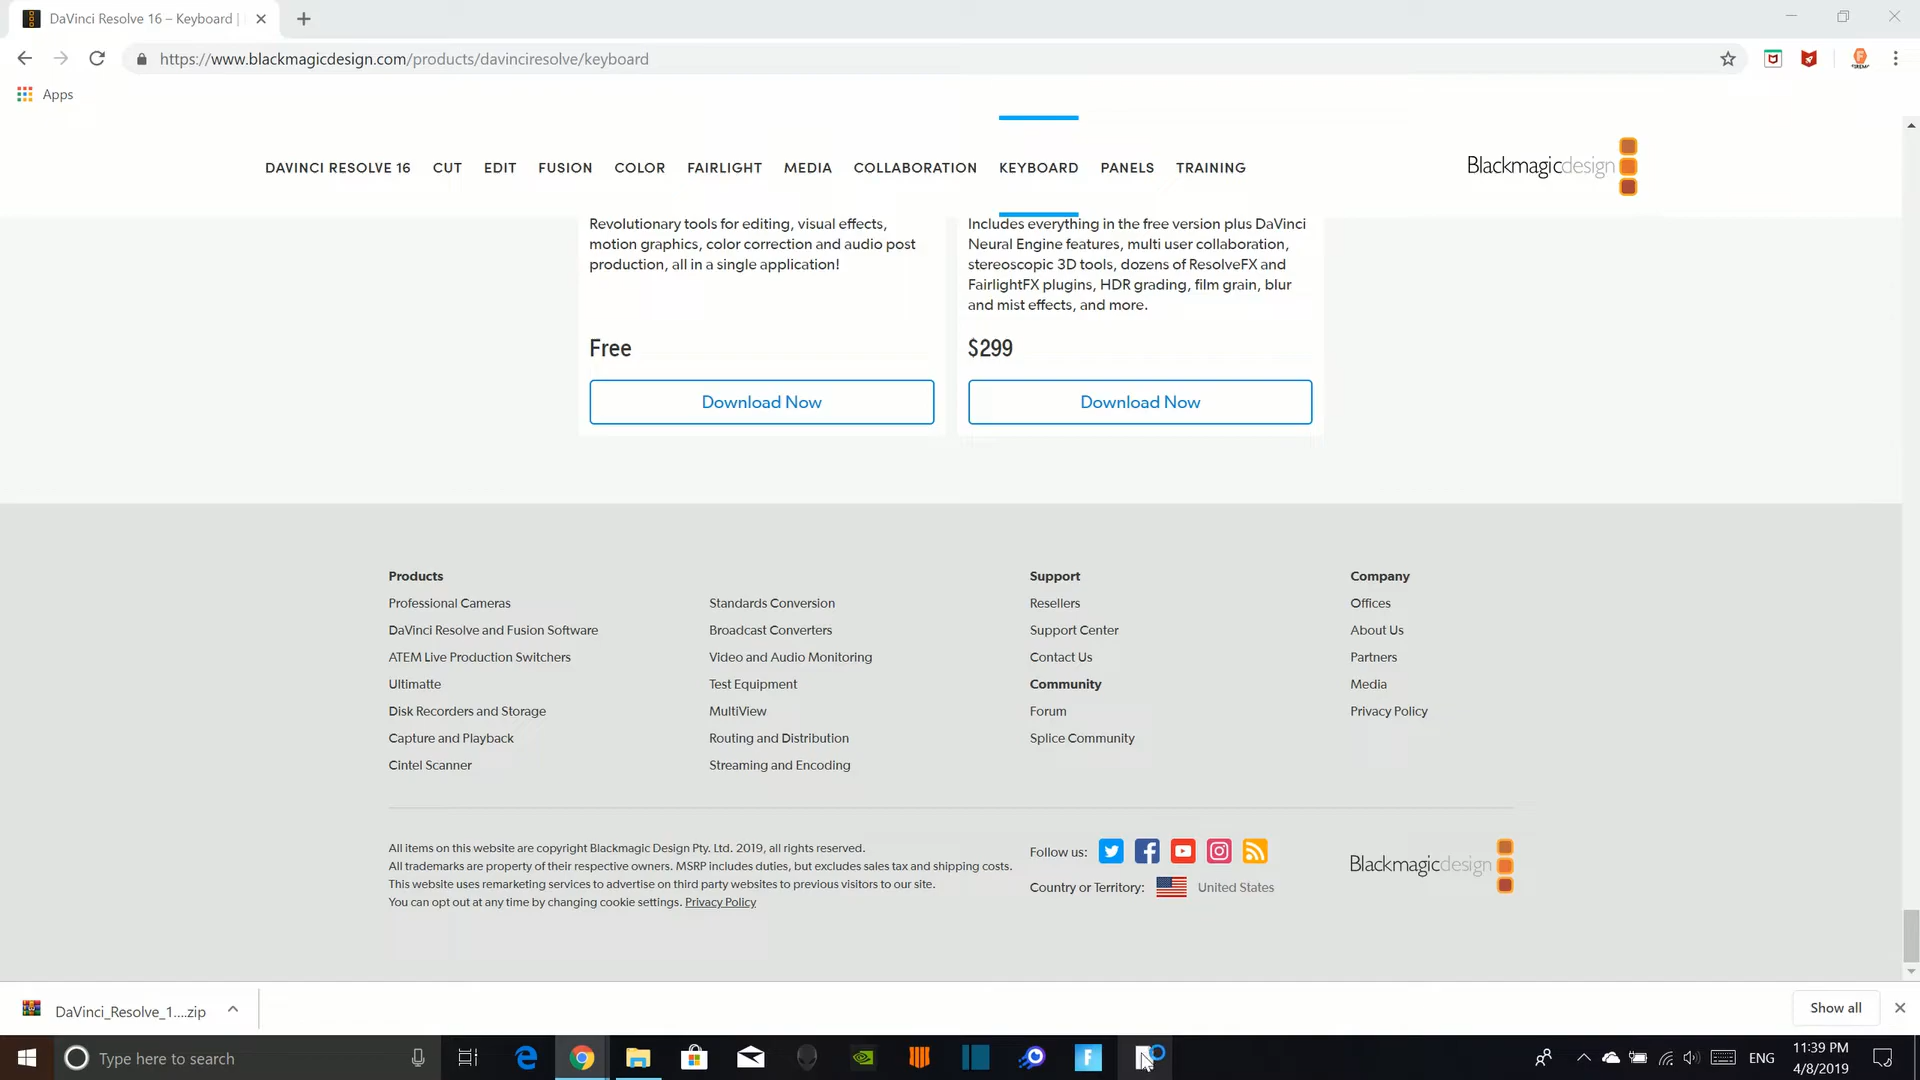 DaVinci Resolve 16 – Keyboard |
https://www.blackmagicdesign.com/products/davinciresolve/keyboard
Apps
DAVINCI RESOLVE 16 CUT EDIT FUSION COLOR FAIRLIGHT MEDIA COLLABORATION KEYBOARD PANELS TRAINING
Blackmagicdesign
Revolutionary tools for editing, visual effects,
motion graphics, color correction and audio post
production, all in a single application!
Free
Download Now
Includes everything in the free version plus DaVinci
Neural Engine features, multi user collaboration,
stereoscopic 3D tools, dozens of ResolveFX and
FairlightFX plugins, HDR grading, film grain, blur
and mist effects, and more.
$299
Download Now
Products
Professional Cameras
DaVinci Resolve and Fusion Software
ATEM Live Production Switchers
Ultimatte
Disk Recorders and Storage
Capture and Playback
Cintel Scanner
Standards Conversion
Broadcast Converters
Video and Audio Monitoring
Test Equipment
MultiView
Routing and Distribution
Streaming and Encoding
Support
Resellers
Support Center
Contact Us
Community
Forum
Splice Community
Company
Offices
About Us
Partners
Media
Privacy Policy
All items on this website are copyright Blackmagic Design Pty. Ltd. 2019, all rights reserved.
All trademarks are property of their respective owners. MSRP includes duties, but excludes sales tax and shipping costs.
This website uses remarketing services to advertise on third party websites to previous visitors to our site.
You can opt out at any time by changing cookie settings. Privacy Policy
Follow us:
Country or Territory: United States
Blackmagicdesign
DaVinci_Resolve_1....zip
Show all
Type here to search
ENG
11:39 PM
4/8/2019